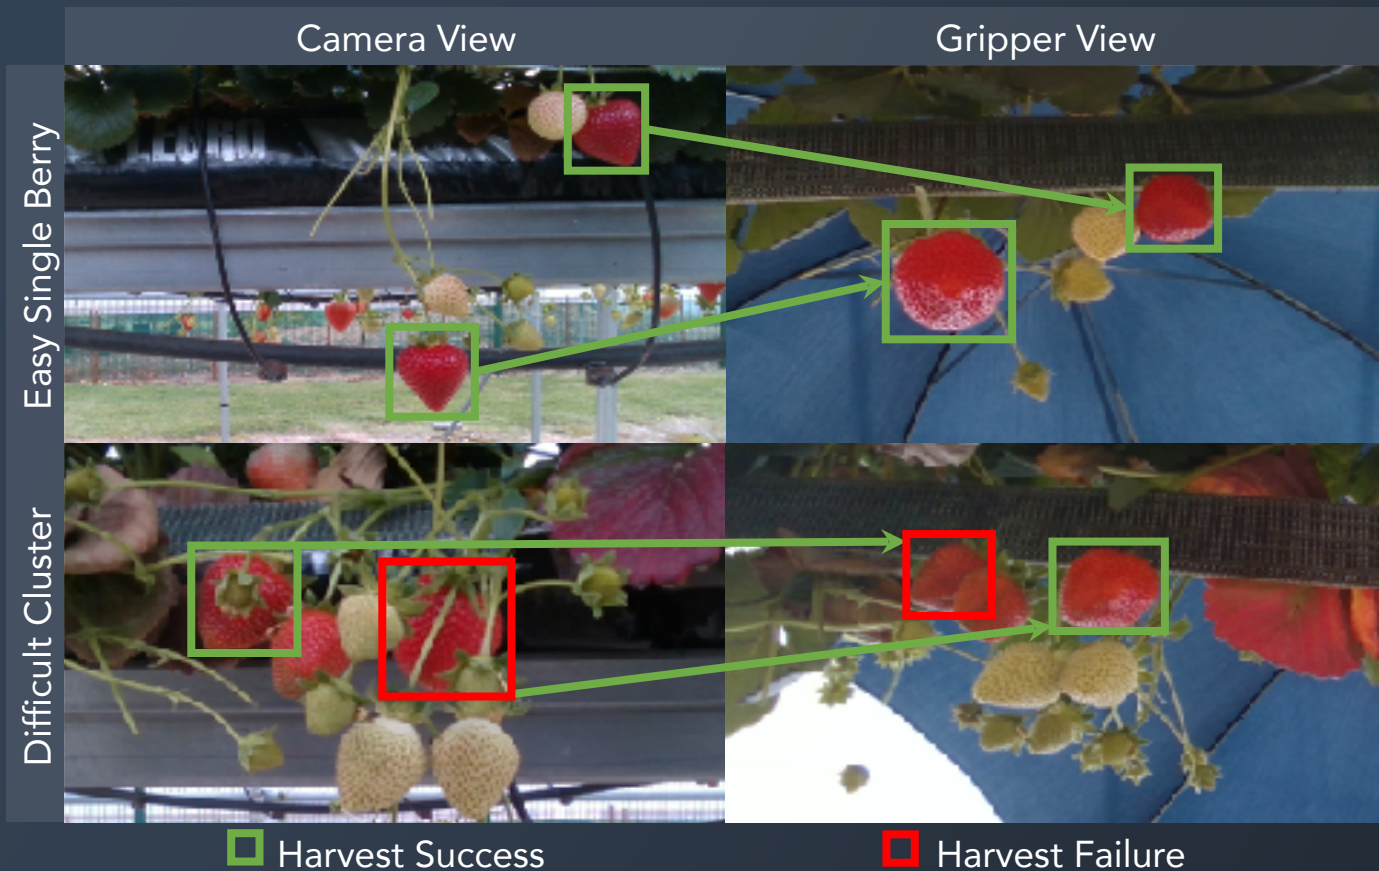 Camera View
Gripper View
Easy Single Berry
Difficult Cluster
Harvest Success
Harvest Failure